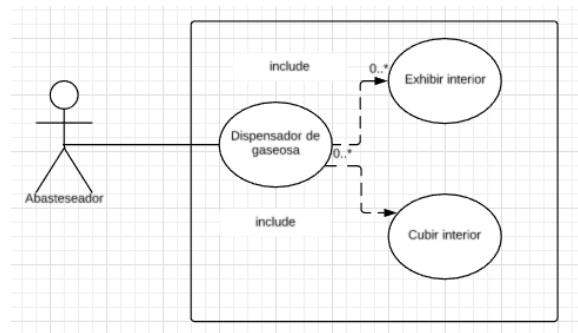 include
0..*
Exhibir interior
Dispensador de
gaseosa
0..*
Abasteseador
include
Cubir interior